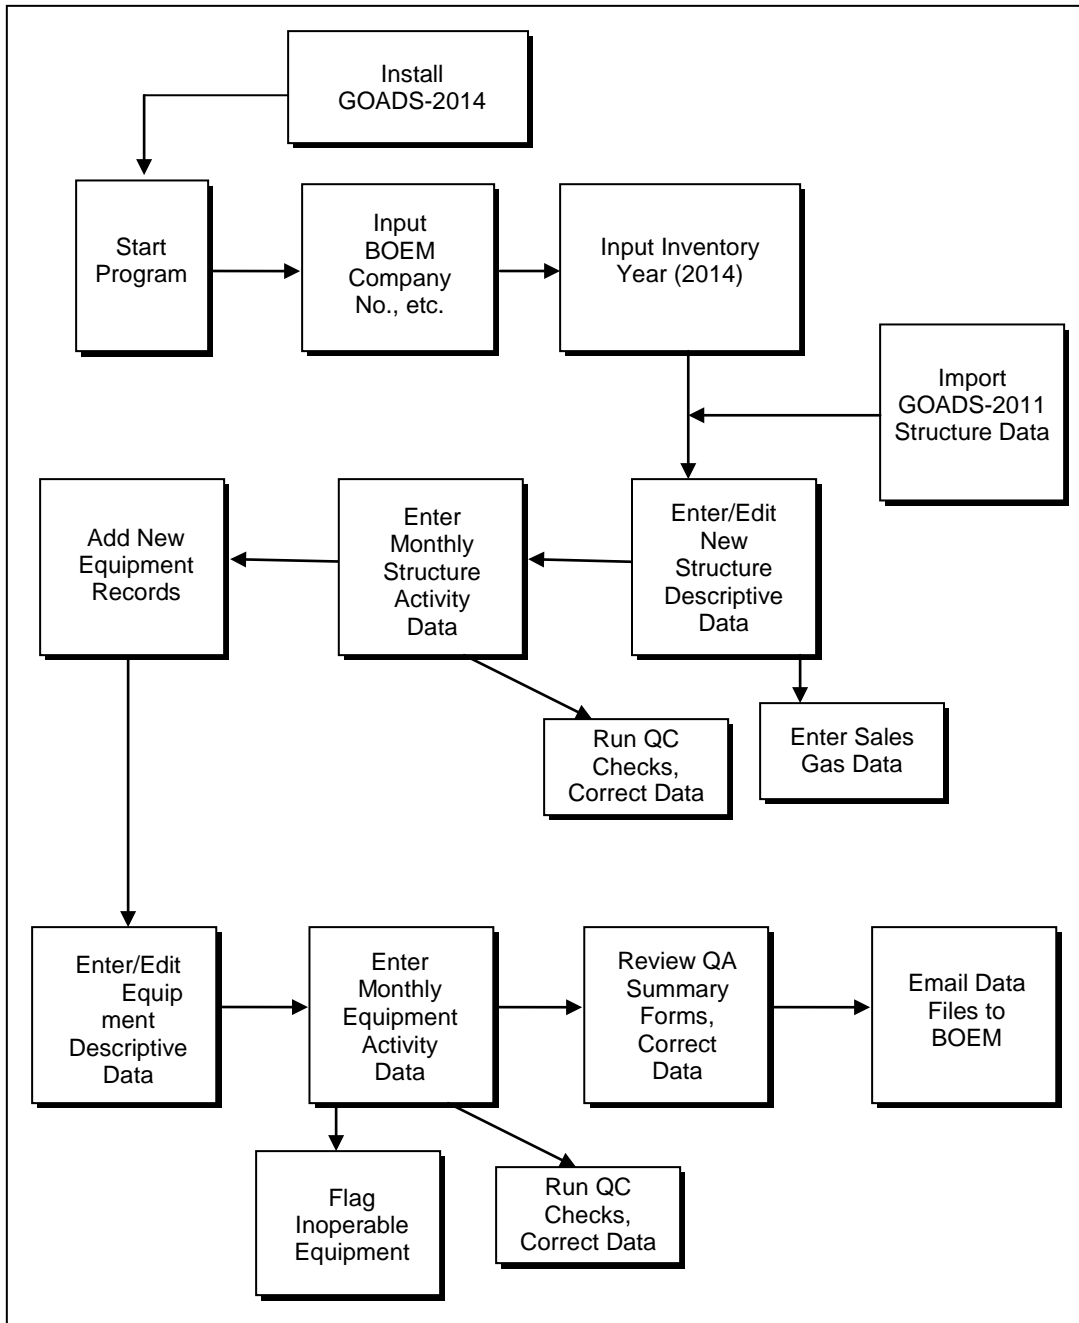 Install
GOADS-2014
Start
Program
Input
BOEM
Company
No., etc.
Input Inventory
Year (2014)
Import
GOADS-2011
Structure Data
Enter/Edit
New
Structure
Descriptive
Data
Enter
Monthly
Structure
Activity
Data
Add New
Equipment
Records
Run QC
Checks,
Correct Data
Enter Sales
Gas Data
Enter/Edit
Equip
ment
Descriptive
Data
Enter
Monthly
Equipment
Activity
Data
Review QA
Summary
Forms,
Correct
Data
Email Data
Files to
BOEM
Flag
Inoperable
Equipment
Run QC
Checks,
Correct Data